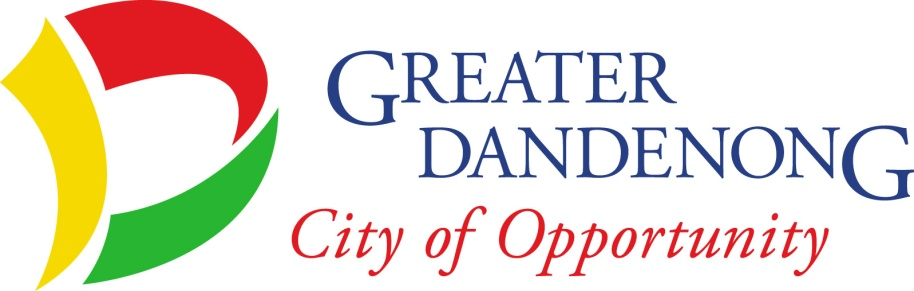 GREATER
DANDENONG
City of Opportunity